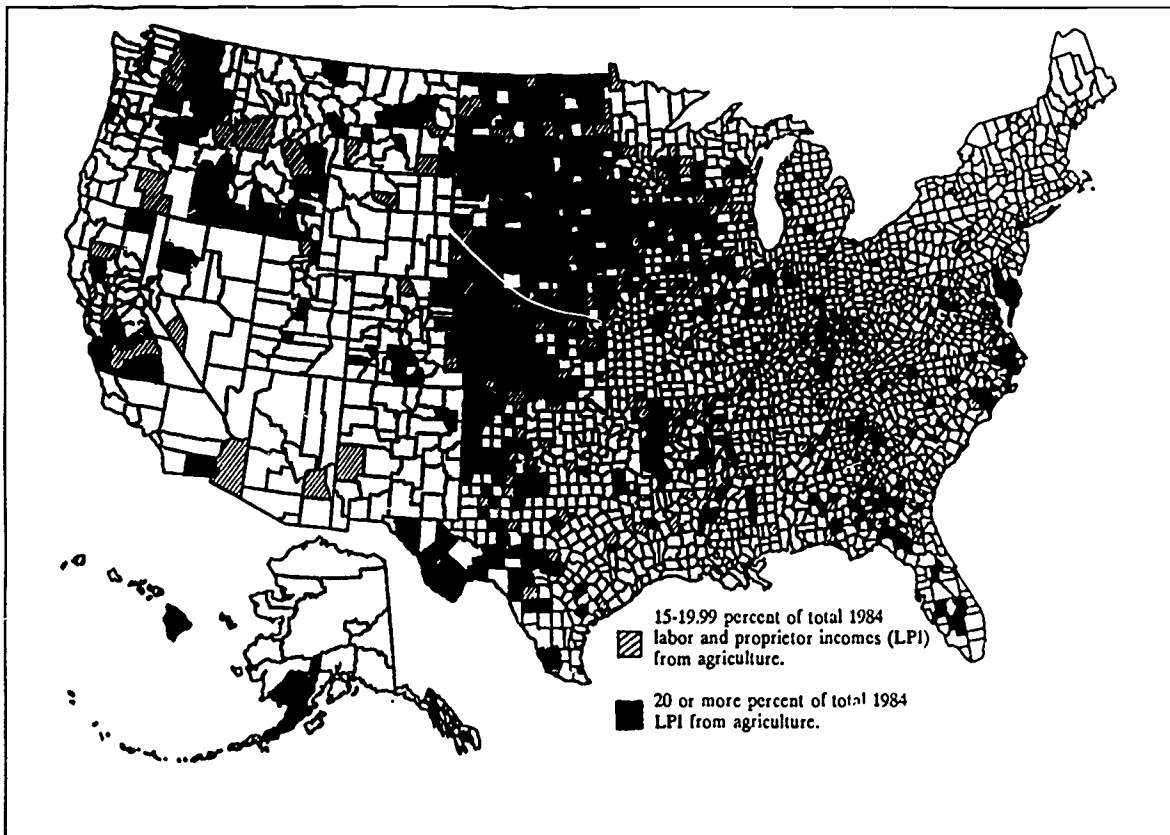 15-19.99 percent of total 1984
labor and proprietor incomes (LPI)
from agriculture.
20 or more percent of total 1984
LPI from agriculture.